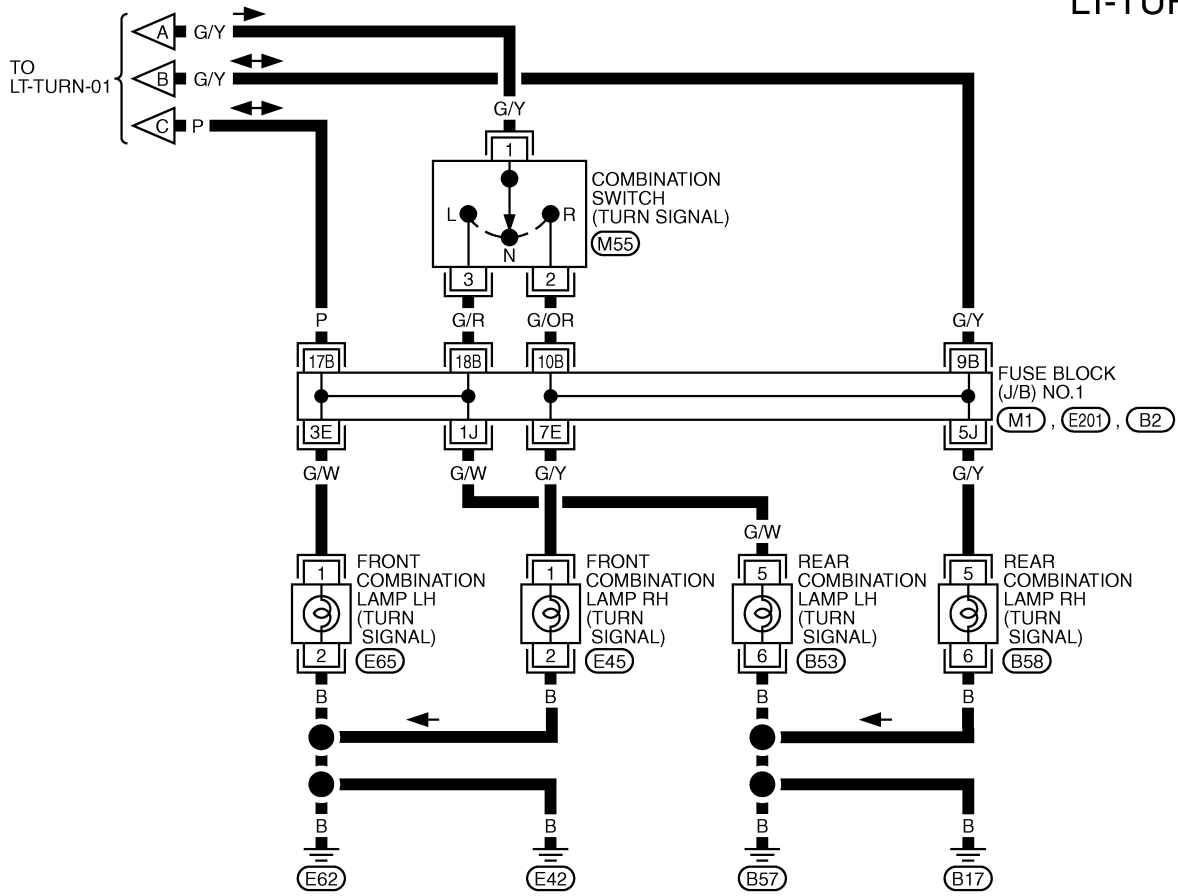 LT-TUR
TO
LT-TURN-01
A G/Y
B G/Y
C P
G/Y
1
COMBINATION
SWITCH
(TURN SIGNAL)
M55
L R
N
3 2
P G/R G/OR G/Y
17B 18B 10B 9B
FUSE BLOCK
(J/B) NO.1
M1 , E201 , B2
3E 1J 7E 5J
G/W G/W G/Y G/Y
G/W
1
FRONT
COMBINATION
LAMP LH
(TURN
SIGNAL)
2
E65
1
FRONT
COMBINATION
LAMP RH
(TURN
SIGNAL)
2
E45
5
REAR
COMBINATION
LAMP LH
(TURN
SIGNAL)
6
B53
5
REAR
COMBINATION
LAMP RH
(TURN
SIGNAL)
6
B58
B B B B
B B B B
E62 E42 B57 B17